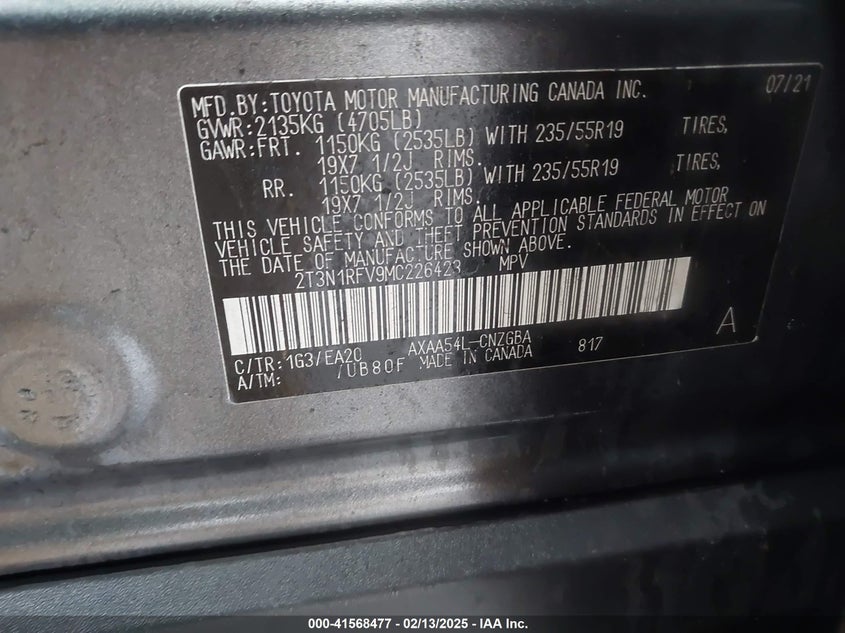 07/21
MFD.BY:TOYOTA MOTOR MANUFACTURING CANADA INC.
GVWR:2135KG (4705LB)
GAWR:FRT. 1150KG (2535LB) WITH 235/55R19 TIRES,
19X7 1/2J RIMS.
RR. 1150KG (2535LB) WITH 235/55R19 TIRES,
19X7 1/2J RIMS.
THIS VEHICLE CONFORMS TO ALL APPLICABLE FEDERAL MOTOR
VEHICLE SAFETY AND THEFT PREVENTION STANDARDS IN EFFECT ON
THE DATE OF MANUFACTURE SHOWN ABOVE.
2T3N1RFV9MC226423 MPV
A
AXAA54L-CNZGBA 817
C/TR:1G3/EA20 MADE IN CANADA
A/TM: /UB80F
000-41568477 — 02/13/2025 — IAA Inc.